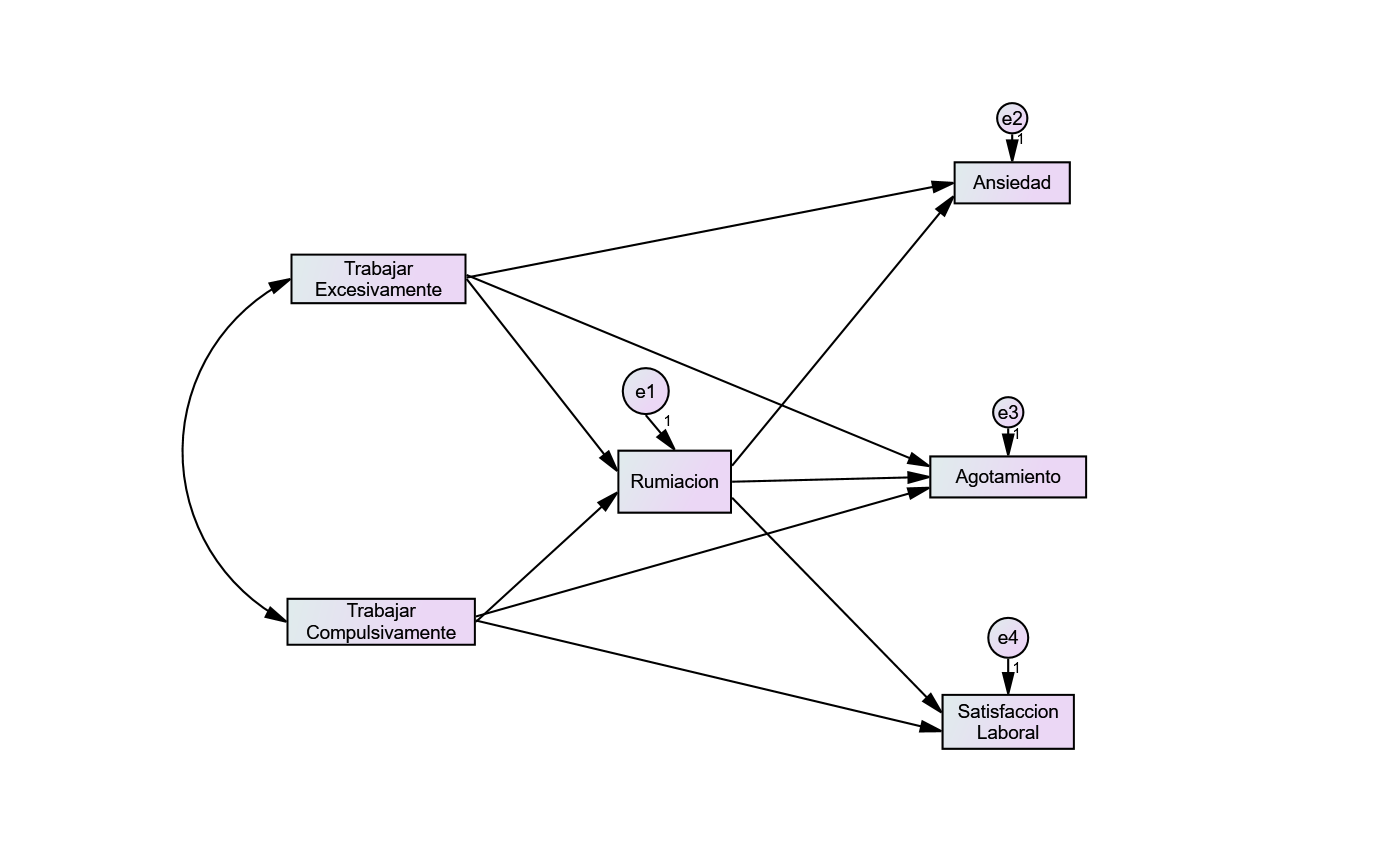 e2
1
Ansiedad
Trabajar
Excesivamente
e1
1
Rumiacion
e3
1
Agotamiento
Trabajar
Compulsivamente
e4
1
Satisfaccion
Laboral